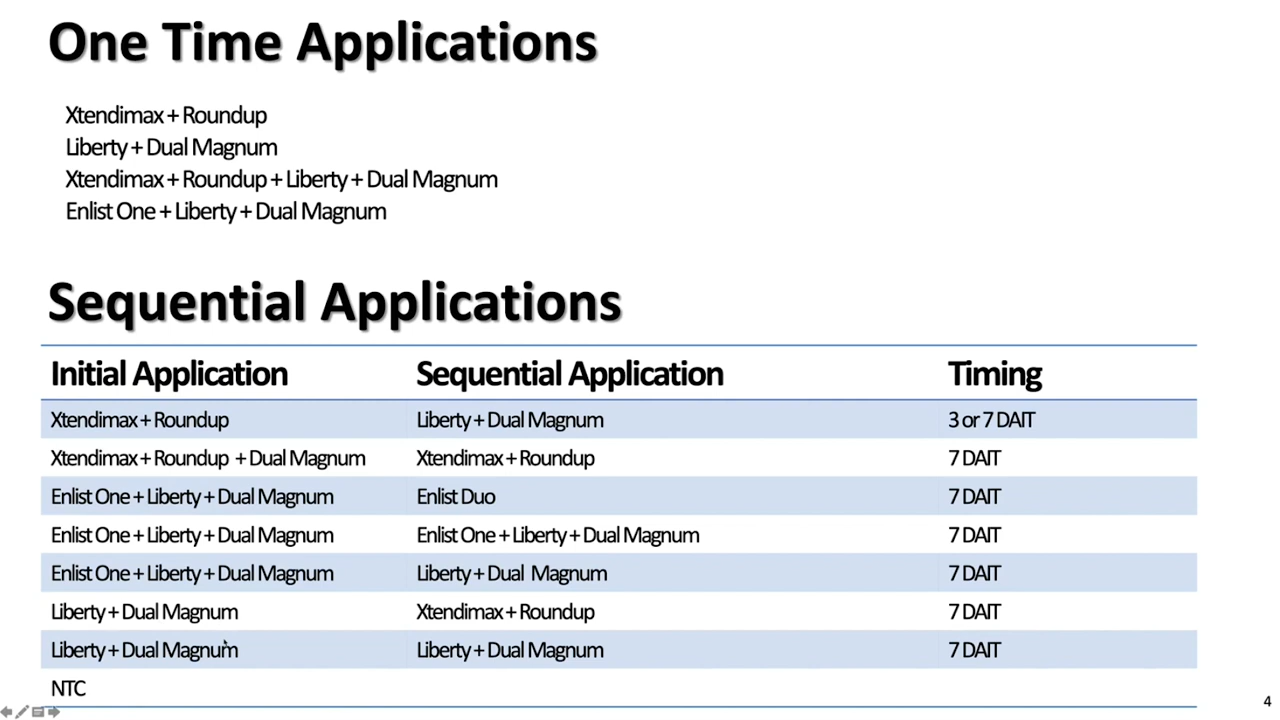 One Time Applications
Xtendimax + Roundup
Liberty + Dual Magnum
Xtendimax + Roundup + Liberty + Dual Magnum
Enlist One + Liberty + Dual Magnum
Sequential Applications
Initial Application Sequential Application Timing
Xtendimax + Roundup Liberty + Dual Magnum 3 or 7 DAIT
Xtendimax + Roundup + Dual Magnum Xtendimax + Roundup 7 DAIT
Enlist One + Liberty + Dual Magnum Enlist Duo 7 DAIT
Enlist One + Liberty + Dual Magnum Enlist One + Liberty + Dual Magnum 7 DAIT
Enlist One + Liberty + Dual Magnum Liberty + Dual Magnum 7 DAIT
Liberty + Dual Magnum Xtendimax + Roundup 7 DAIT
Liberty + Dual Magnum Liberty + Dual Magnum 7 DAIT
NTC
4